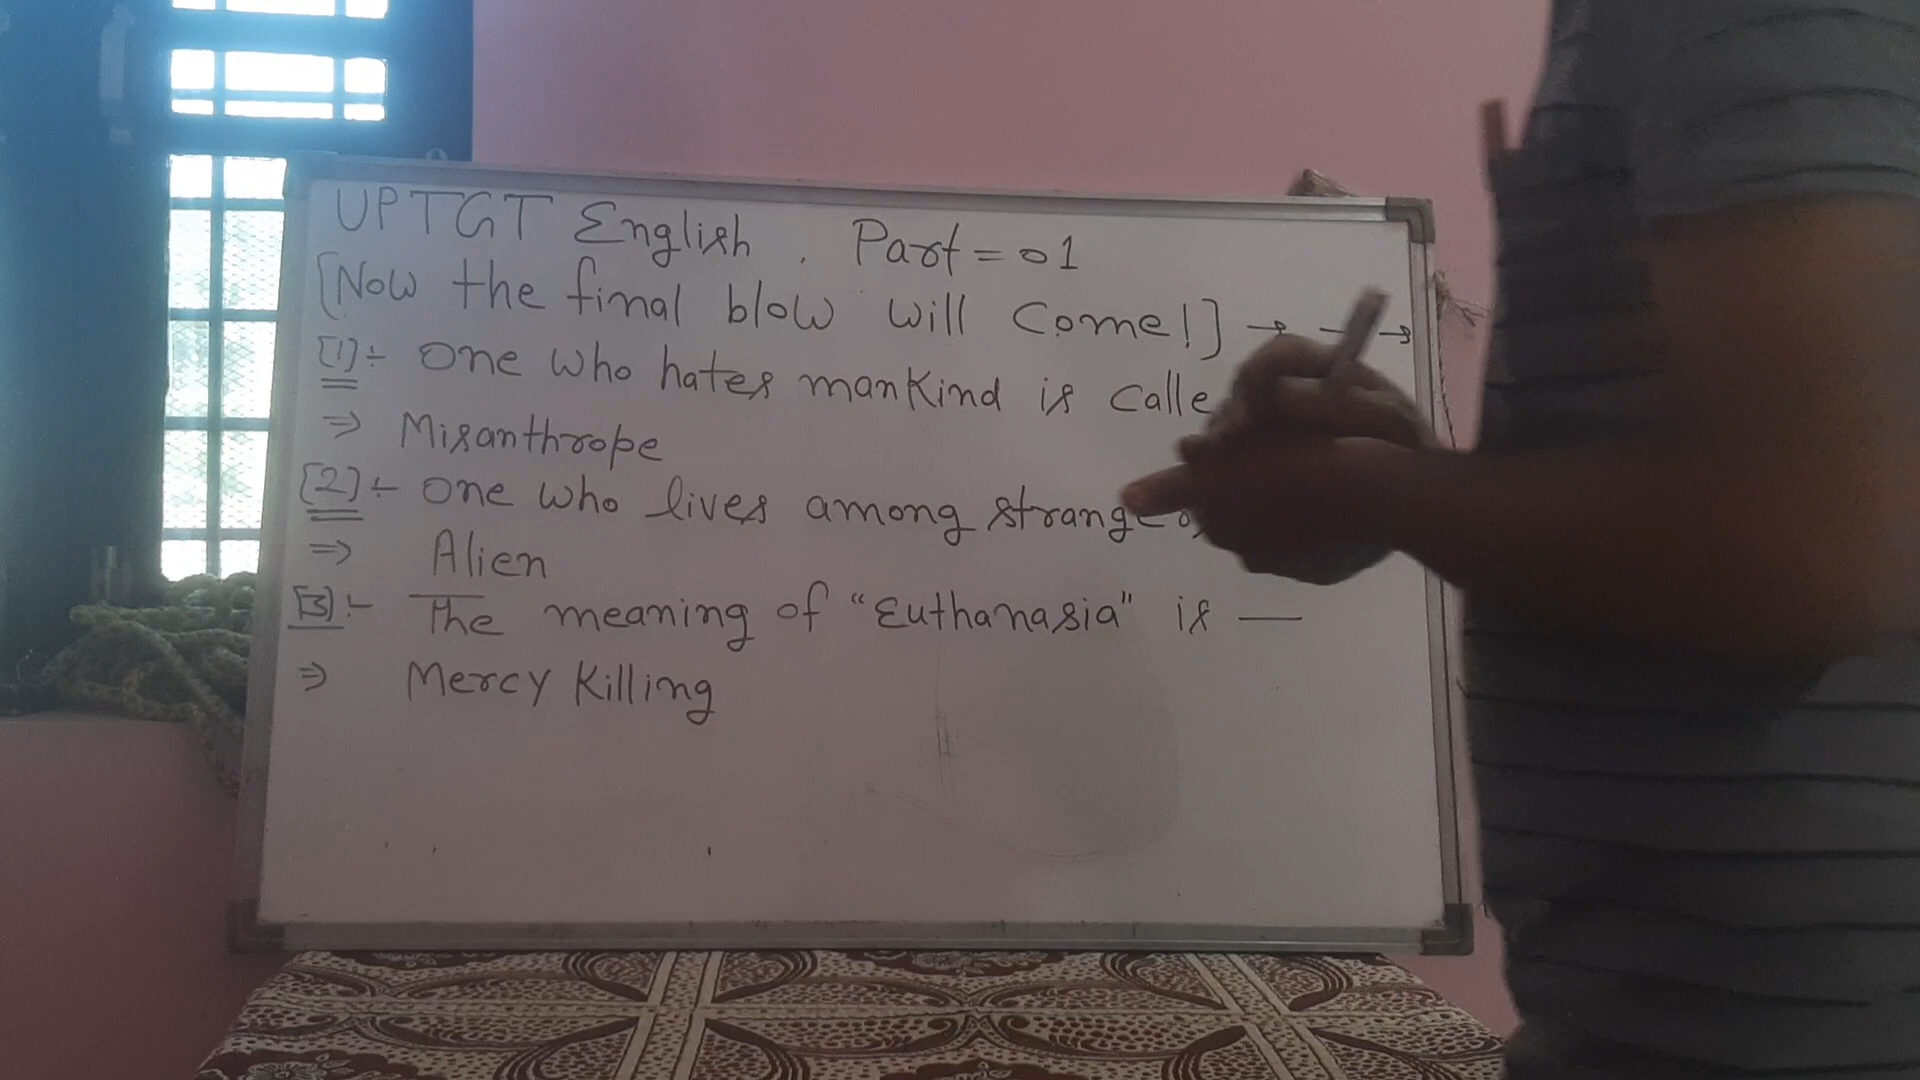 UPTGT English. Part = 01
[Now the final blow will come!] → → →
[1]:- One who hates mankind is calle
⇒ Misanthrope
[2]:- One who lives among stranger
⇒ Alien
[3]:- The meaning of "Euthanasia" is —
⇒ Mercy Killing